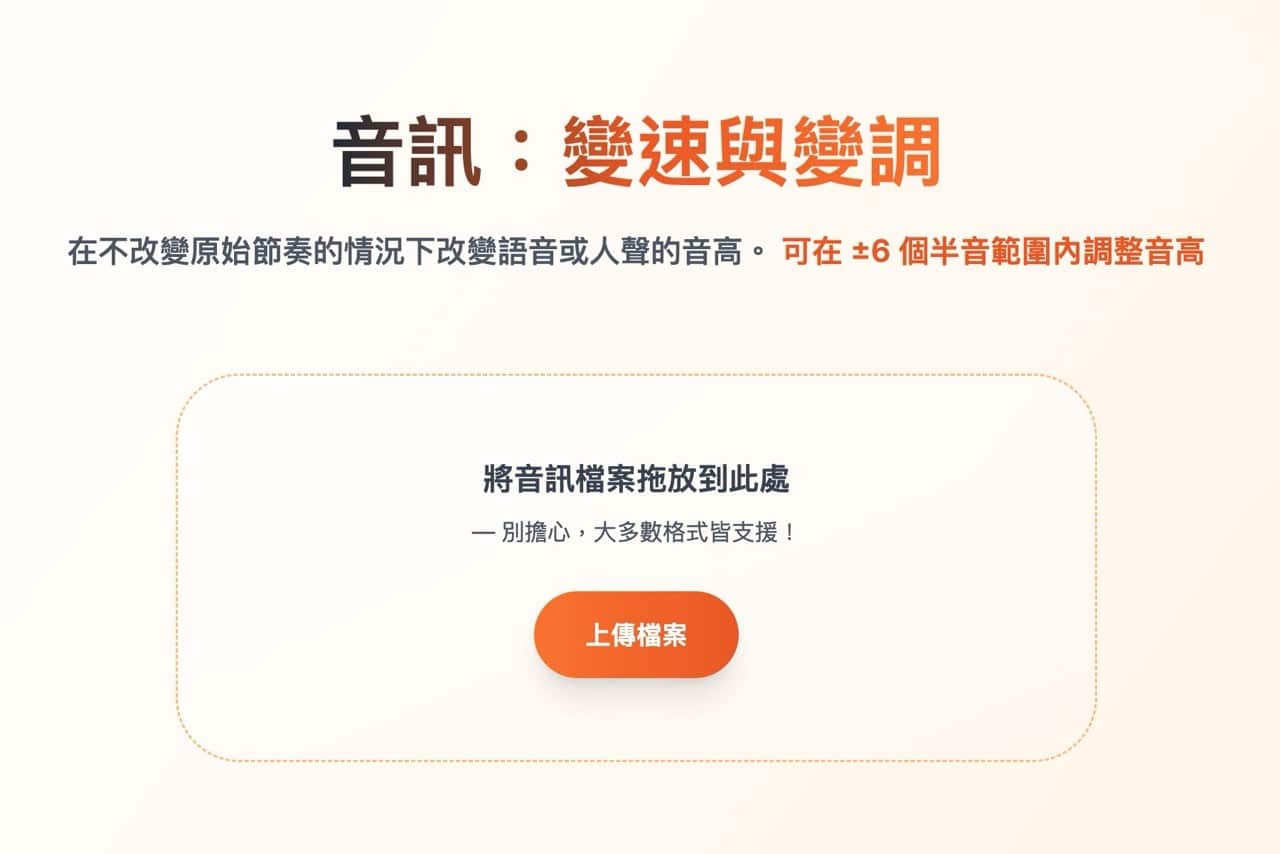 音訊：變速與變調
在不改變原始節奏的情況下改變語音或人聲的音高。 可在 ±6 個半音範圍內調整音高
將音訊檔案拖放到此處
— 別擔心，大多數格式皆支援！
上傳檔案